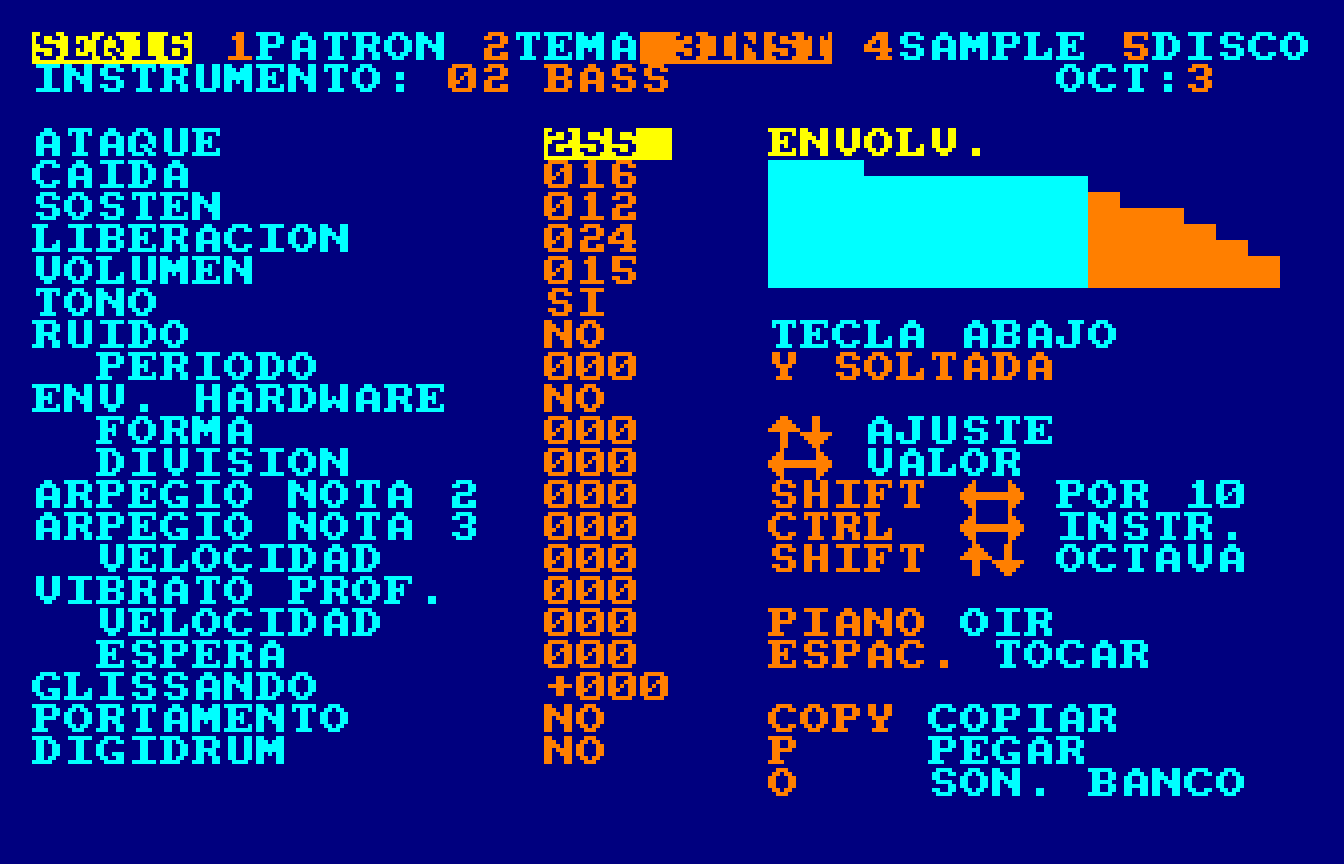 SEQ16 1PATRON 2TEMA 3INST 4SAMPLE 5DISCO
INSTRUMENTO: 02 BASS OCT:3
ATAQUE 255 ENVOLV.
CAIDA 016
SOSTEN 012
LIBERACION 024
VOLUMEN 015
TONO SI
RUIDO NO TECLA ABAJO
PERIODO 000 Y SOLTADA
ENV. HARDWARE NO
FORMA 000 ↑↓ AJUSTE
DIVISION 000 ↔ VALOR
ARPEGIO NOTA 2 000 SHIFT ↔ POR 10
ARPEGIO NOTA 3 000 CTRL ↔ INSTR.
VELOCIDAD 000 SHIFT ↑↓ OCTAVA
VIBRATO PROF. 000
VELOCIDAD 000 PIANO OIR
ESPERA 000 ESPAC. TOCAR
GLISSANDO +000
PORTAMENTO NO COPY COPIAR
DIGIDRUM NO P PEGAR
O SON. BANCO